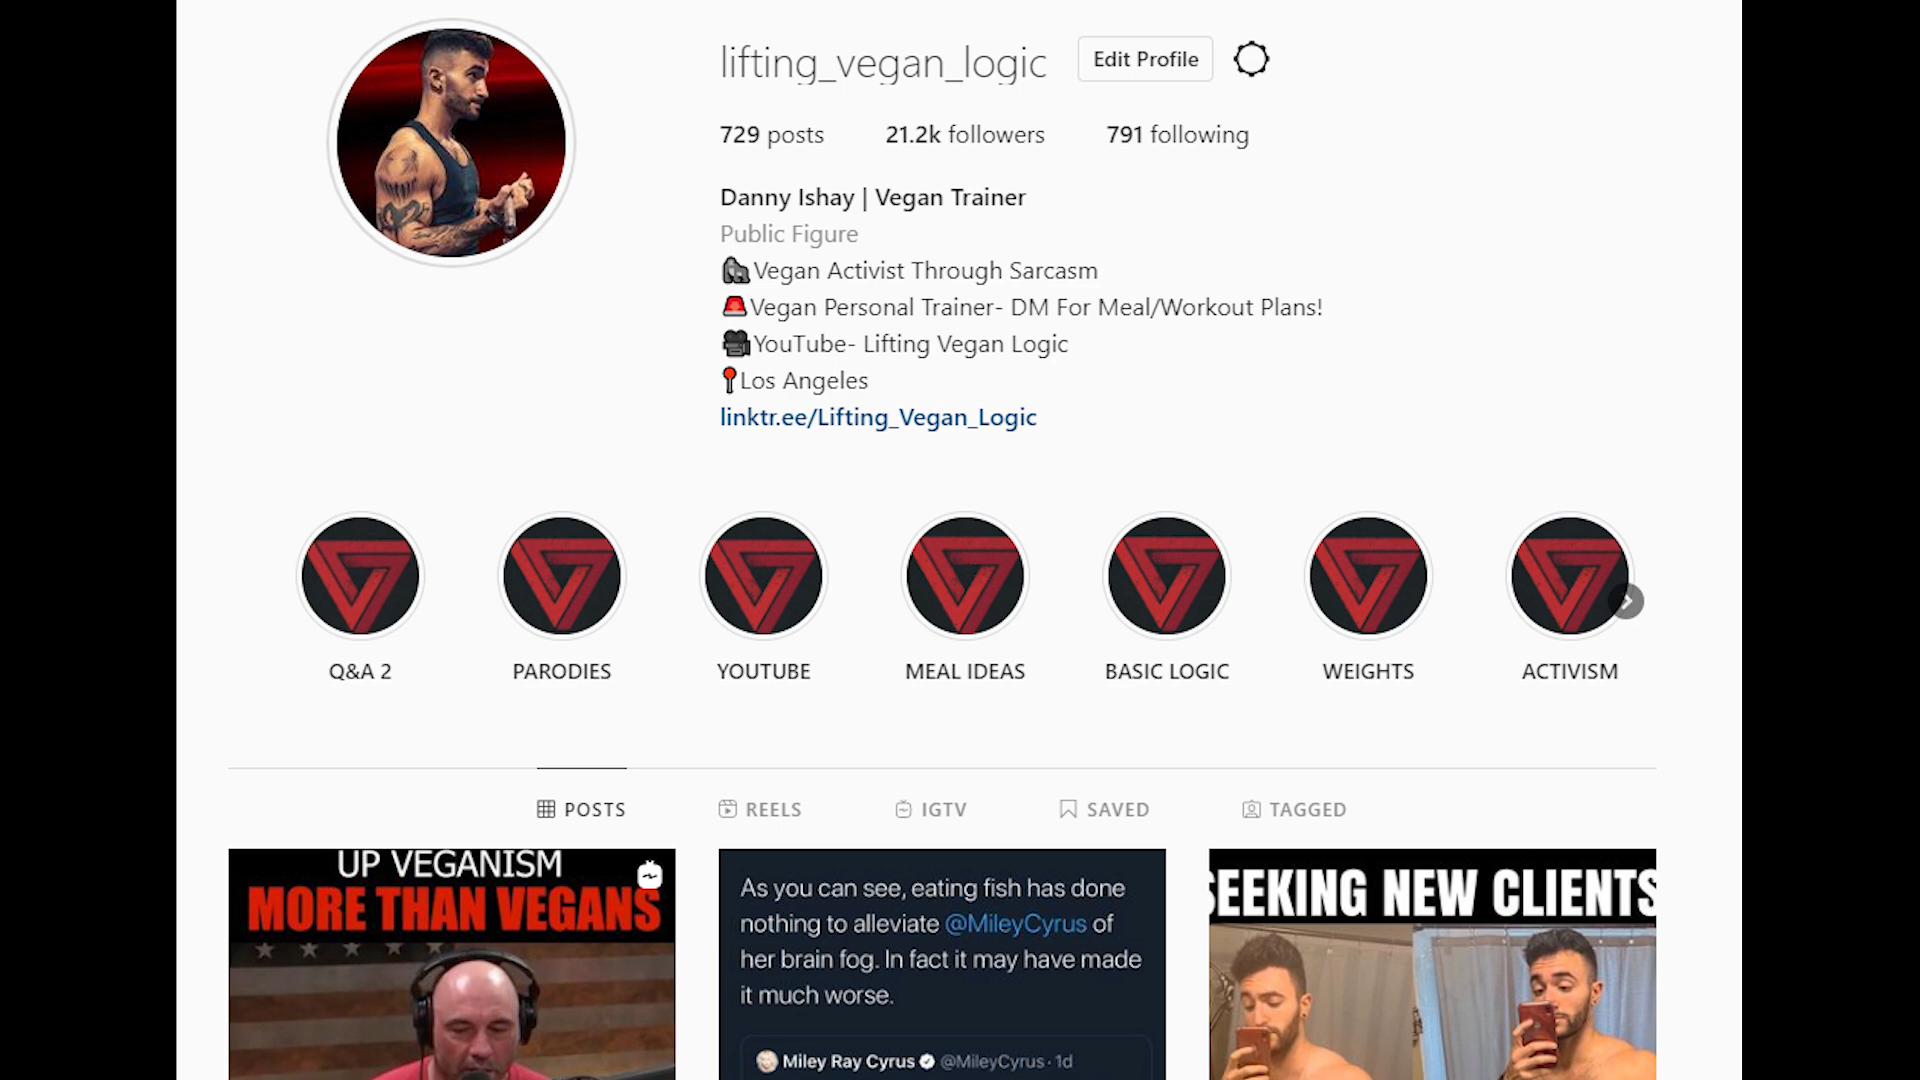 lifting_vegan_logic Edit Profile
729 posts 21.2k followers 791 following
Danny Ishay | Vegan Trainer
Public Figure
🦍Vegan Activist Through Sarcasm
🚨Vegan Personal Trainer- DM For Meal/Workout Plans!
🎥YouTube- Lifting Vegan Logic
📍Los Angeles
linktr.ee/Lifting_Vegan_Logic
Q&A 2 PARODIES YOUTUBE MEAL IDEAS BASIC LOGIC WEIGHTS ACTIVISM
POSTS REELS IGTV SAVED TAGGED
UP VEGANISM
MORE THAN VEGANS
As you can see, eating fish has done
nothing to alleviate @MileyCyrus of
her brain fog. In fact it may have made
it much worse.
Miley Ray Cyrus @MileyCyrus · 1d
SEEKING NEW CLIENTS